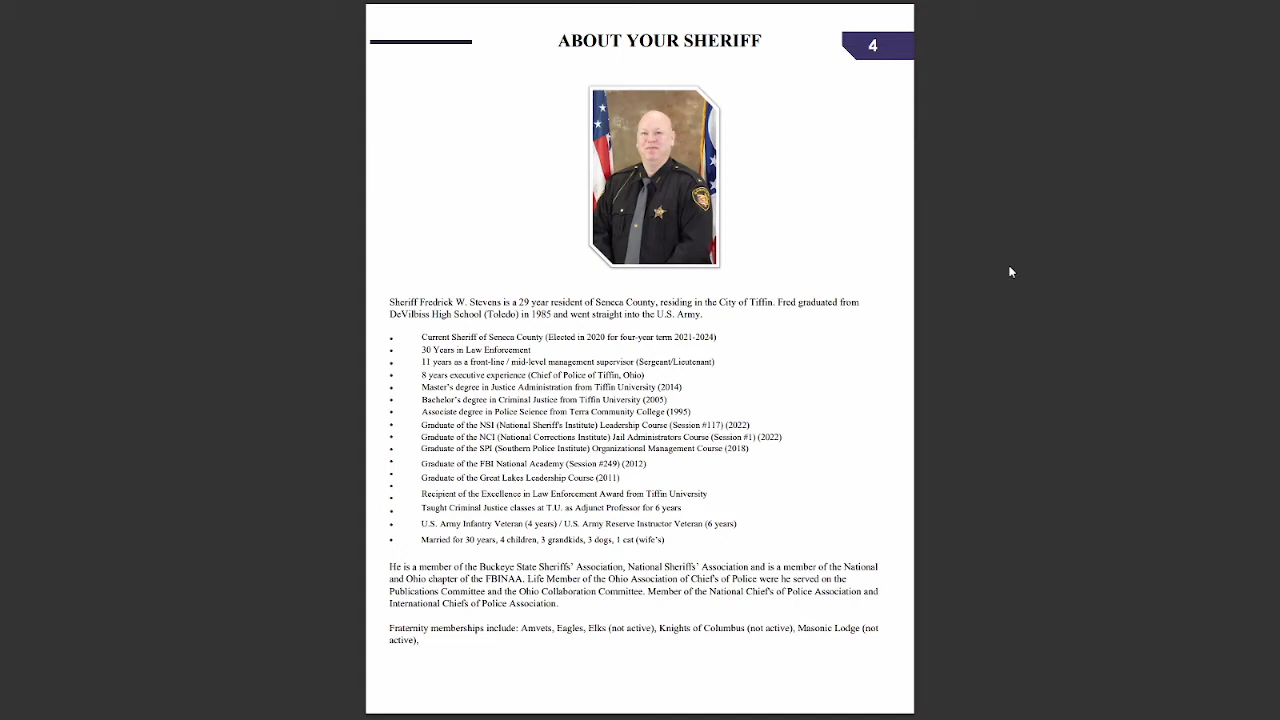 ABOUT YOUR SHERIFF
4
Sheriff Fredrick W. Stevens is a 29 year resident of Seneca County, residing in the City of Tiffin. Fred graduated from
DeVilbiss High School (Toledo) in 1985 and went straight into the U.S. Army.
• Current Sheriff of Seneca County (Elected in 2020 for four-year term 2021-2024)
• 30 Years in Law Enforcement
• 11 years as a front-line / mid-level management supervisor (Sergeant/Lieutenant)
• 8 years executive experience (Chief of Police of Tiffin, Ohio)
• Master's degree in Justice Administration from Tiffin University (2014)
• Bachelor's degree in Criminal Justice from Tiffin University (2005)
• Associate degree in Police Science from Terra Community College (1995)
• Graduate of the NSI (National Sheriff's Institute) Leadership Course (Session #117) (2022)
• Graduate of the NCI (National Corrections Institute) Jail Administrators Course (Session #1) (2022)
• Graduate of the SPI (Southern Police Institute) Organizational Management Course (2018)
• Graduate of the FBI National Academy (Session #249) (2012)
• Graduate of the Great Lakes Leadership Course (2011)
• Recipient of the Excellence in Law Enforcement Award from Tiffin University
• Taught Criminal Justice classes at T.U. as Adjunct Professor for 6 years
• U.S. Army Infantry Veteran (4 years) / U.S. Army Reserve Instructor Veteran (6 years)
• Married for 30 years, 4 children, 3 grandkids, 3 dogs, 1 cat (wife's)
He is a member of the Buckeye State Sheriffs' Association, National Sheriffs' Association and is a member of the National
and Ohio chapter of the FBINAA. Life Member of the Ohio Association of Chief's of Police were he served on the
Publications Committee and the Ohio Collaboration Committee. Member of the National Chief's of Police Association and
International Chiefs of Police Association.
Fraternity memberships include: Amvets, Eagles, Elks (not active), Knights of Columbus (not active), Masonic Lodge (not
active),